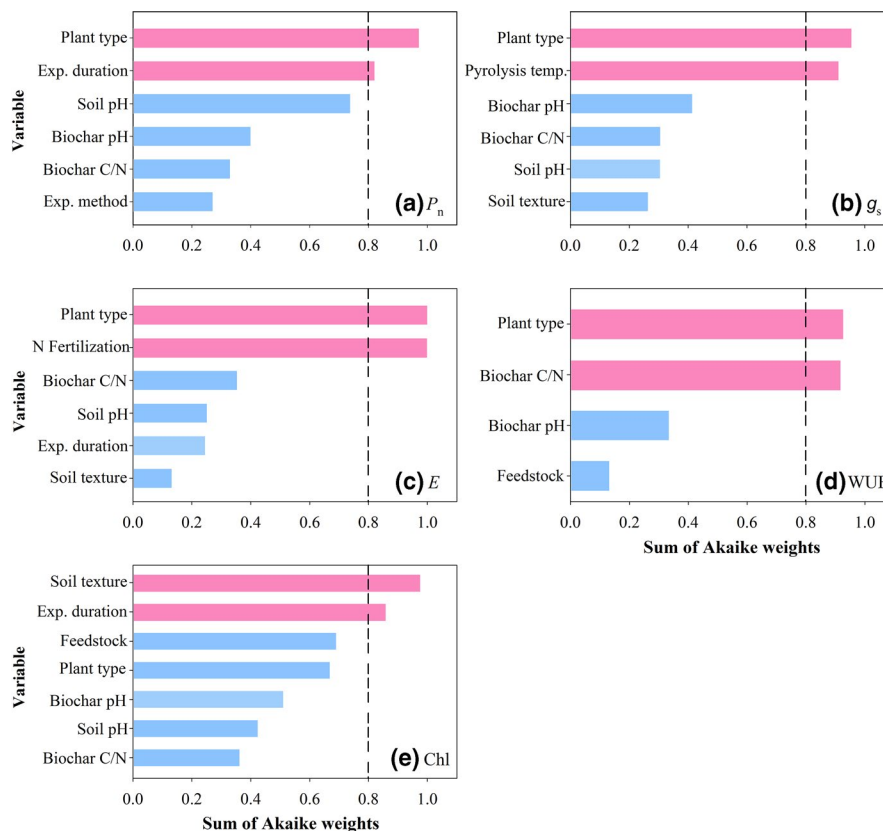 Variable
Plant type
Exp. duration
Soil pH
Biochar pH
Biochar C/N
Exp. method
(a) Pn
0.0 0.2 0.4 0.6 0.8 1.0
Plant type
Pyrolysis temp.
Biochar pH
Biochar C/N
Soil pH
Soil texture
(b) gs
0.0 0.2 0.4 0.6 0.8 1.0
Variable
Plant type
N Fertilization
Biochar C/N
Soil pH
Exp. duration
Soil texture
(c) E
0.0 0.2 0.4 0.6 0.8 1.0
Plant type
Biochar C/N
Biochar pH
Feedstock
(d) WUE
0.0 0.2 0.4 0.6 0.8 1.0
Sum of Akaike weights
Variable
Soil texture
Exp. duration
Feedstock
Plant type
Biochar pH
Soil pH
Biochar C/N
(e) Chl
0.0 0.2 0.4 0.6 0.8 1.0
Sum of Akaike weights